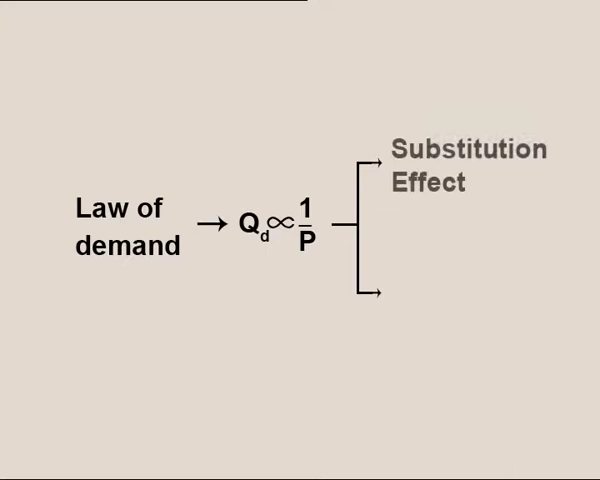 Law of
demand
→ Qd ∝ 1/P
Substitution
Effect